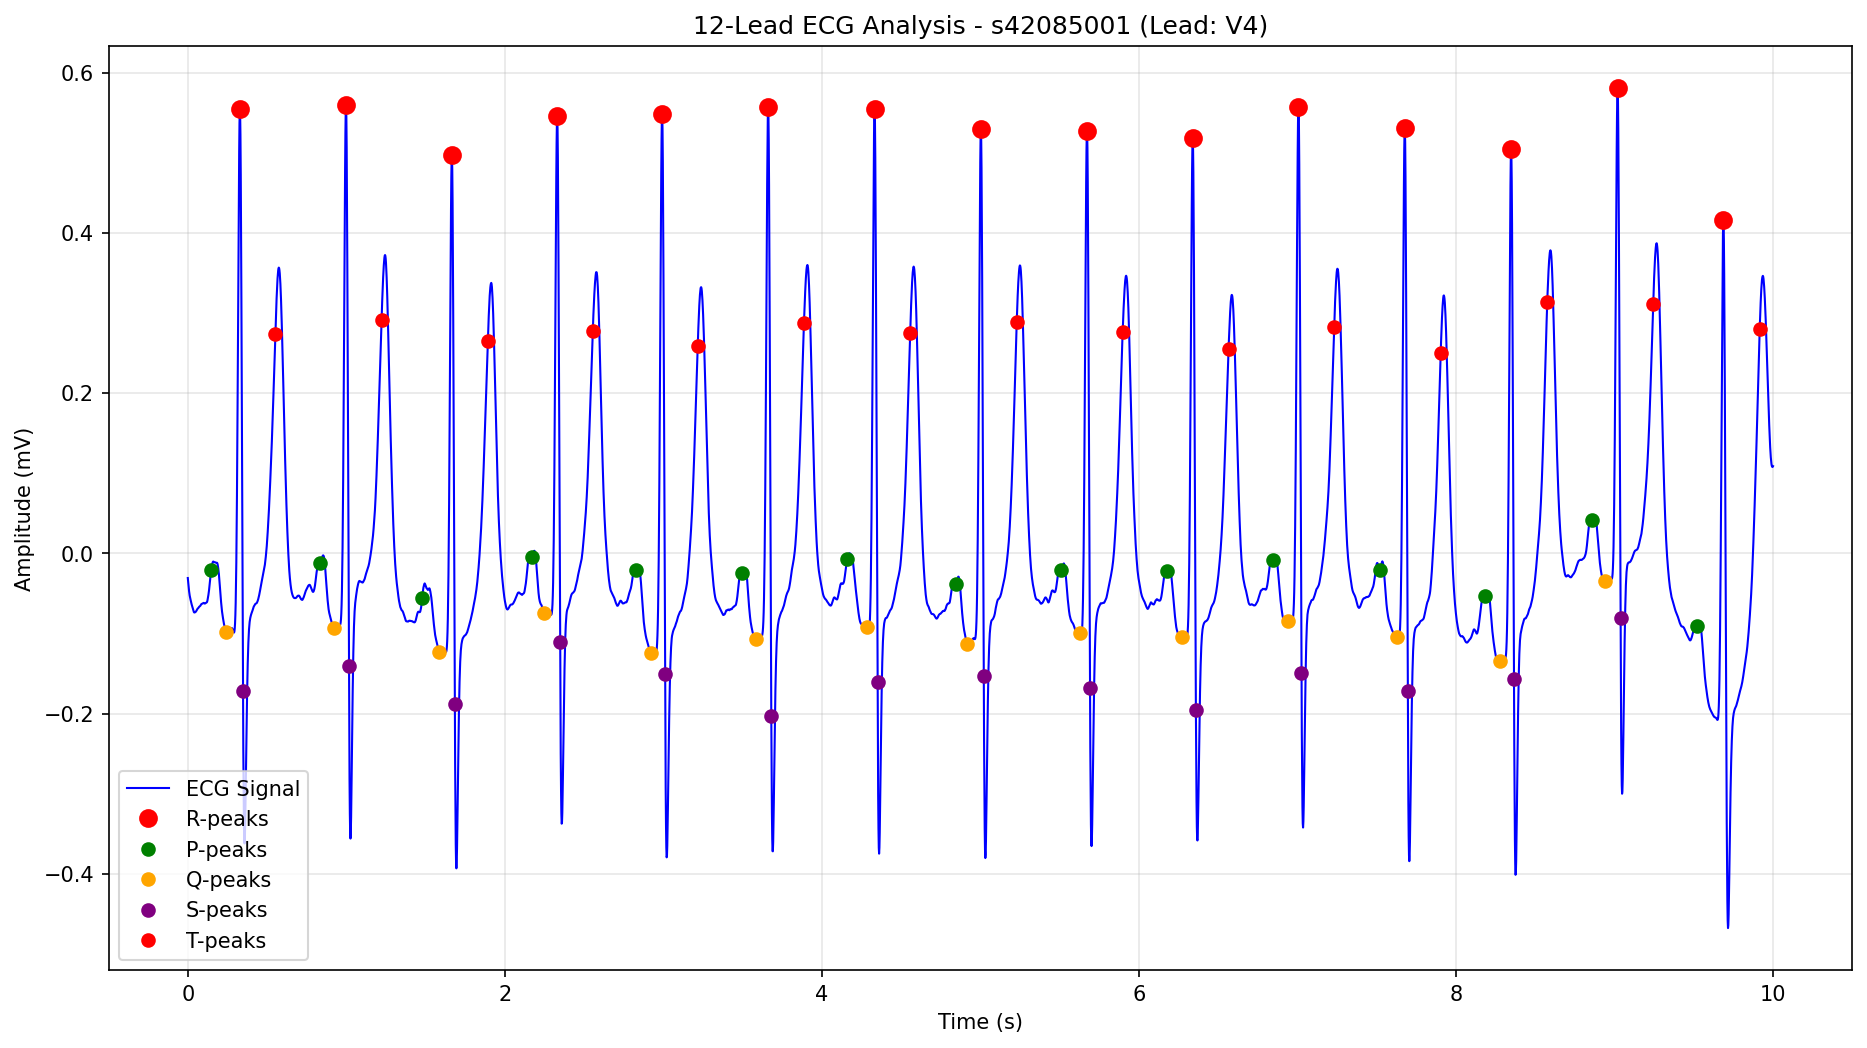 12-Lead ECG Analysis - s42085001 (Lead: V4)
0.6
0.4
0.2
0.0
−0.2
−0.4
Amplitude (mV)
ECG Signal
R-peaks
P-peaks
Q-peaks
S-peaks
T-peaks
0 2 4 6 8 10
Time (s)